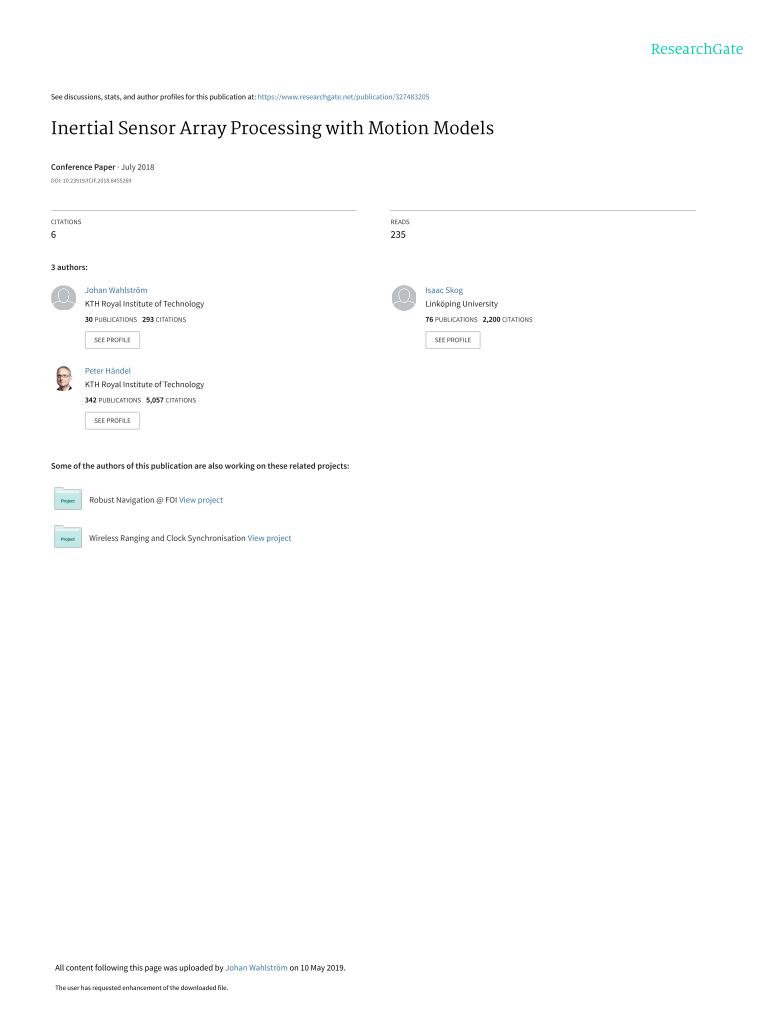 ResearchGate
See discussions, stats, and author profiles for this publication at: https://www.researchgate.net/publication/327483205
Inertial Sensor Array Processing with Motion Models
Conference Paper · July 2018
DOI: 10.23919/ICIF.2018.8455269
CITATIONS
6
READS
235
3 authors:
Johan Wahlström
KTH Royal Institute of Technology
30 PUBLICATIONS 293 CITATIONS
SEE PROFILE
Isaac Skog
Linköping University
76 PUBLICATIONS 2,200 CITATIONS
SEE PROFILE
Peter Händel
KTH Royal Institute of Technology
342 PUBLICATIONS 5,057 CITATIONS
SEE PROFILE
Some of the authors of this publication are also working on these related projects:
Project
Robust Navigation @ FOI View project
Project
Wireless Ranging and Clock Synchronisation View project
All content following this page was uploaded by Johan Wahlström on 10 May 2019.
The user has requested enhancement of the downloaded file.